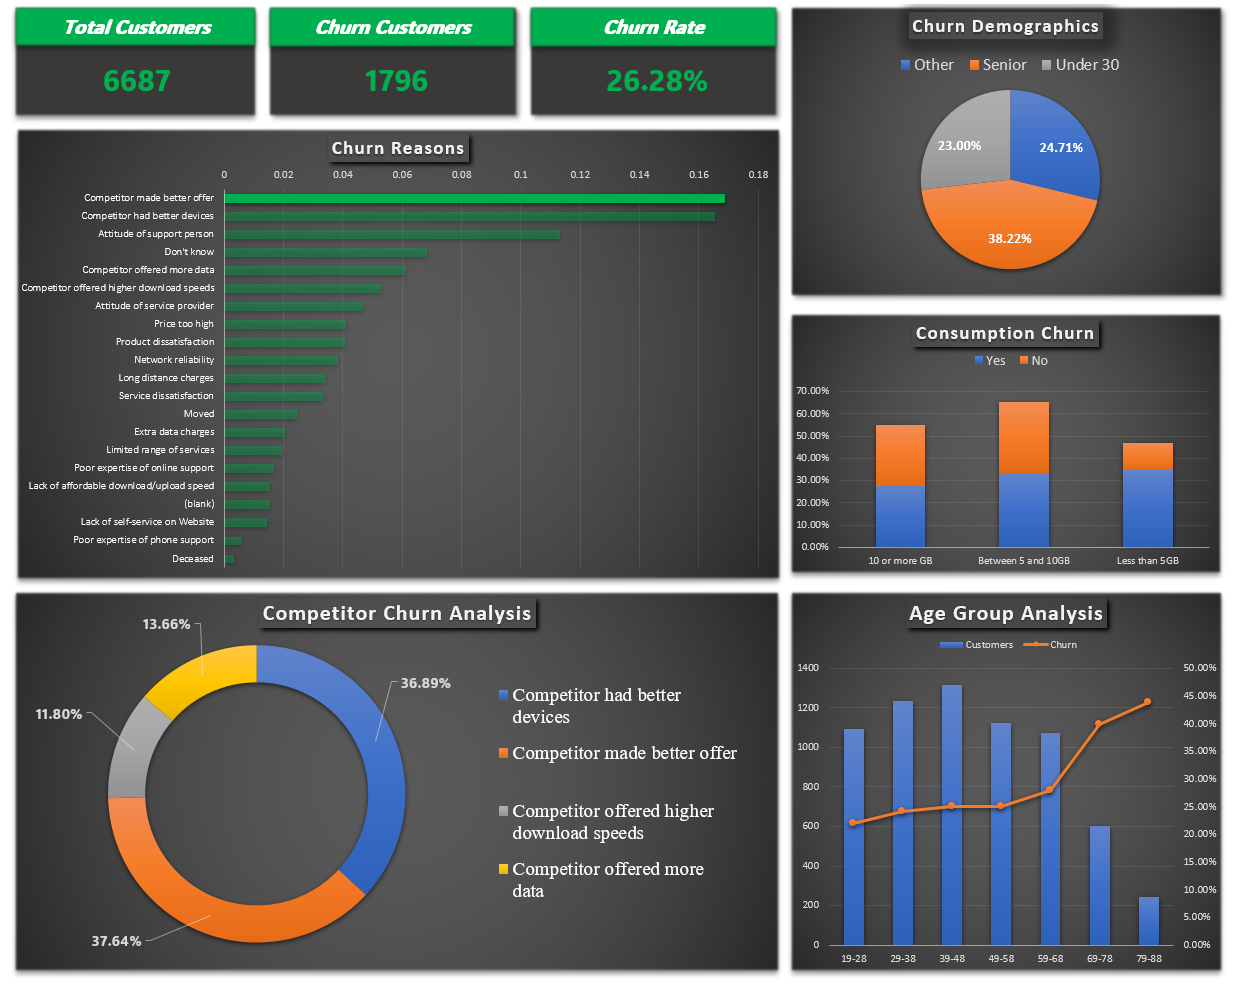 Total Customers
6687
Churn Customers
1796
Churn Rate
26.28%
Churn Reasons
0 0.02 0.04 0.06 0.08 0.1 0.12 0.14 0.16 0.18
Competitor made better offer
Competitor had better devices
Attitude of support person
Don't know
Competitor offered more data
Competitor offered higher download speeds
Attitude of service provider
Price too high
Product dissatisfaction
Network reliability
Long distance charges
Service dissatisfaction
Moved
Extra data charges
Limited range of services
Poor expertise of online support
Lack of affordable download/upload speed
(blank)
Lack of self-service on Website
Poor expertise of phone support
Deceased
Churn Demographics
Other Senior Under 30
23.00%
24.71%
38.22%
Consumption Churn
Yes No
70.00%
60.00%
50.00%
40.00%
30.00%
20.00%
10.00%
0.00%
10 or more GB Between 5 and 10GB Less than 5GB
Competitor Churn Analysis
13.66%
36.89%
11.80%
37.64%
Competitor had better
devices
Competitor made better offer
Competitor offered higher
download speeds
Competitor offered more
data
Age Group Analysis
Customers Churn
1400
1200
1000
800
600
400
200
0
50.00%
45.00%
40.00%
35.00%
30.00%
25.00%
20.00%
15.00%
10.00%
5.00%
0.00%
19-28 29-38 39-48 49-58 59-68 69-78 79-88